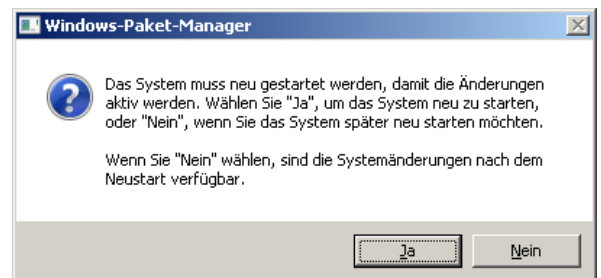 Windows-Paket-Manager
Das System muss neu gestartet werden, damit die Änderungen
aktiv werden. Wählen Sie "Ja", um das System neu zu starten,
oder "Nein", wenn Sie das System später neu starten möchten.
Wenn Sie "Nein" wählen, sind die Systemänderungen nach dem
Neustart verfügbar.
Ja
Nein